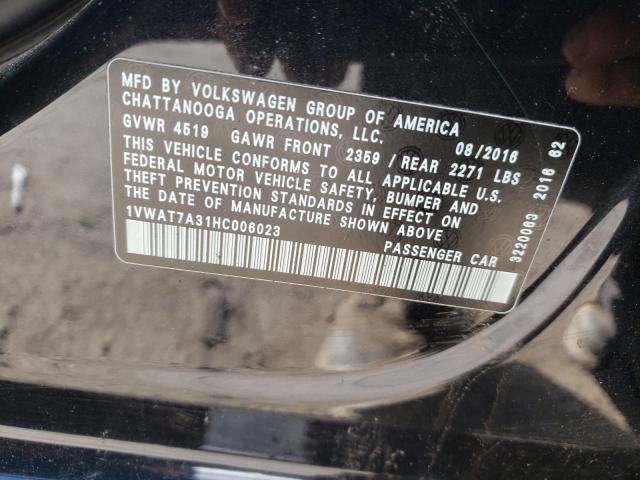 MFD BY VOLKSWAGEN GROUP OF AMERICA
CHATTANOOGA OPERATIONS, LLC.
08/2016
GVWR 4519 GAWR FRONT 2359 / REAR 2271 LBS
THIS VEHICLE CONFORMS TO ALL APPLICABLE U.S.
FEDERAL MOTOR VEHICLE SAFETY, BUMPER AND
THEFT PREVENTION STANDARDS IN EFFECT ON
THE DATE OF MANUFACTURE SHOWN ABOVE
1VWAT7A31HC006023
PASSENGER CAR
3220063 2016 62